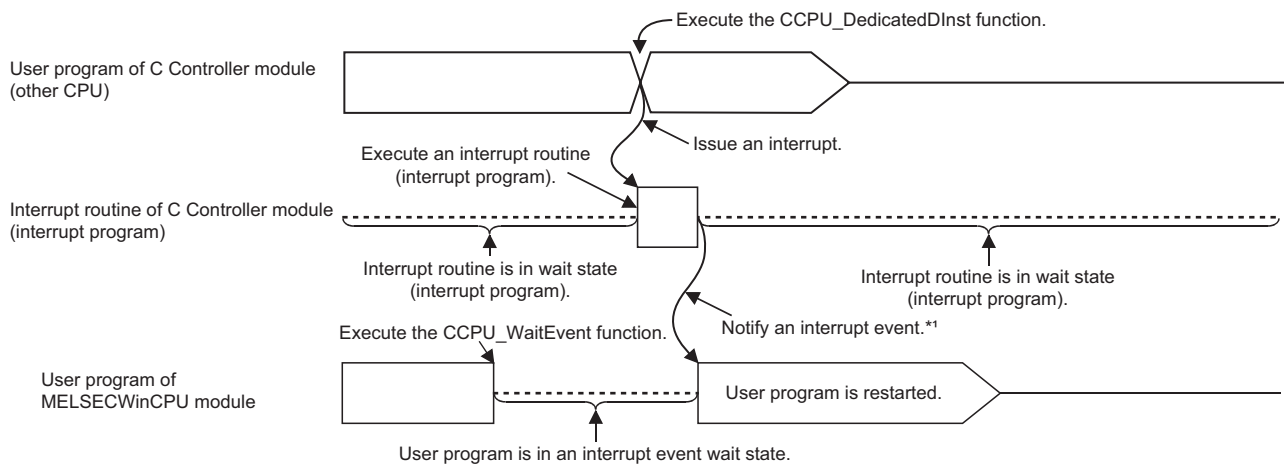 Execute the CCPU_DedicatedDInst function.
User program of C Controller module
(other CPU)
Issue an interrupt.
Execute an interrupt routine
(interrupt program).
Interrupt routine of C Controller module
(interrupt program)
Interrupt routine is in wait state
(interrupt program).
Interrupt routine is in wait state
(interrupt program).
Notify an interrupt event.*¹
Execute the CCPU_WaitEvent function.
User program of
MELSECWinCPU module
User program is restarted.
User program is in an interrupt event wait state.